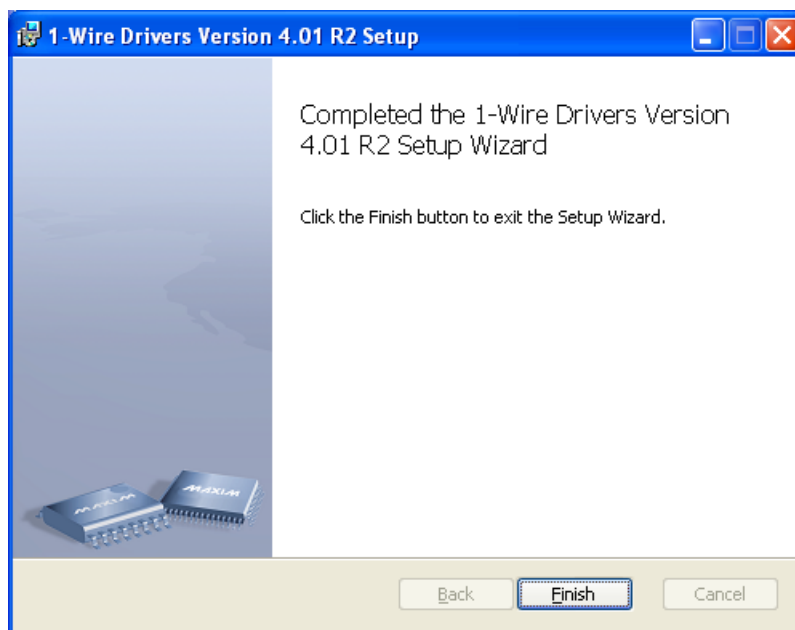 1-Wire Drivers Version 4.01 R2 Setup
Completed the 1-Wire Drivers Version
4.01 R2 Setup Wizard
Click the Finish button to exit the Setup Wizard.
MAXIM
MAXIM
Back
Finish
Cancel